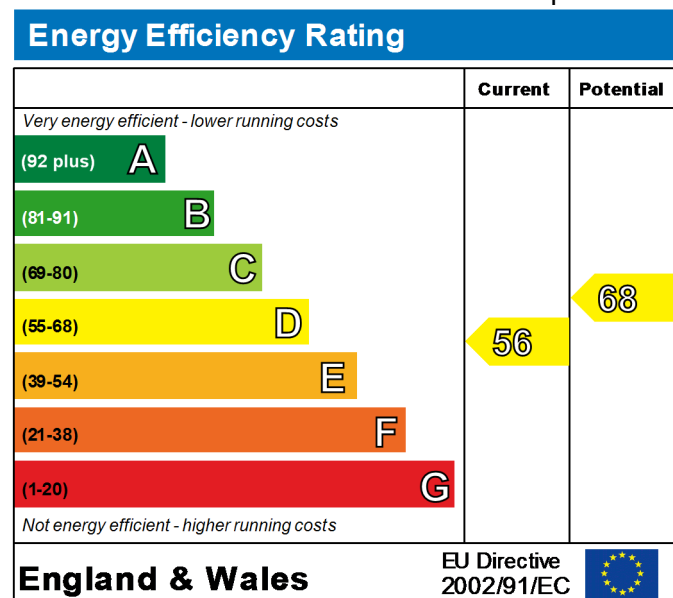 Energy Efficiency Rating
Current Potential
Very energy efficient - lower running costs
(92 plus) A
(81-91) B
(69-80) C
(55-68) D
(39-54) E
(21-38) F
(1-20) G
68
56
Not energy efficient - higher running costs
England & Wales
EU Directive
2002/91/EC